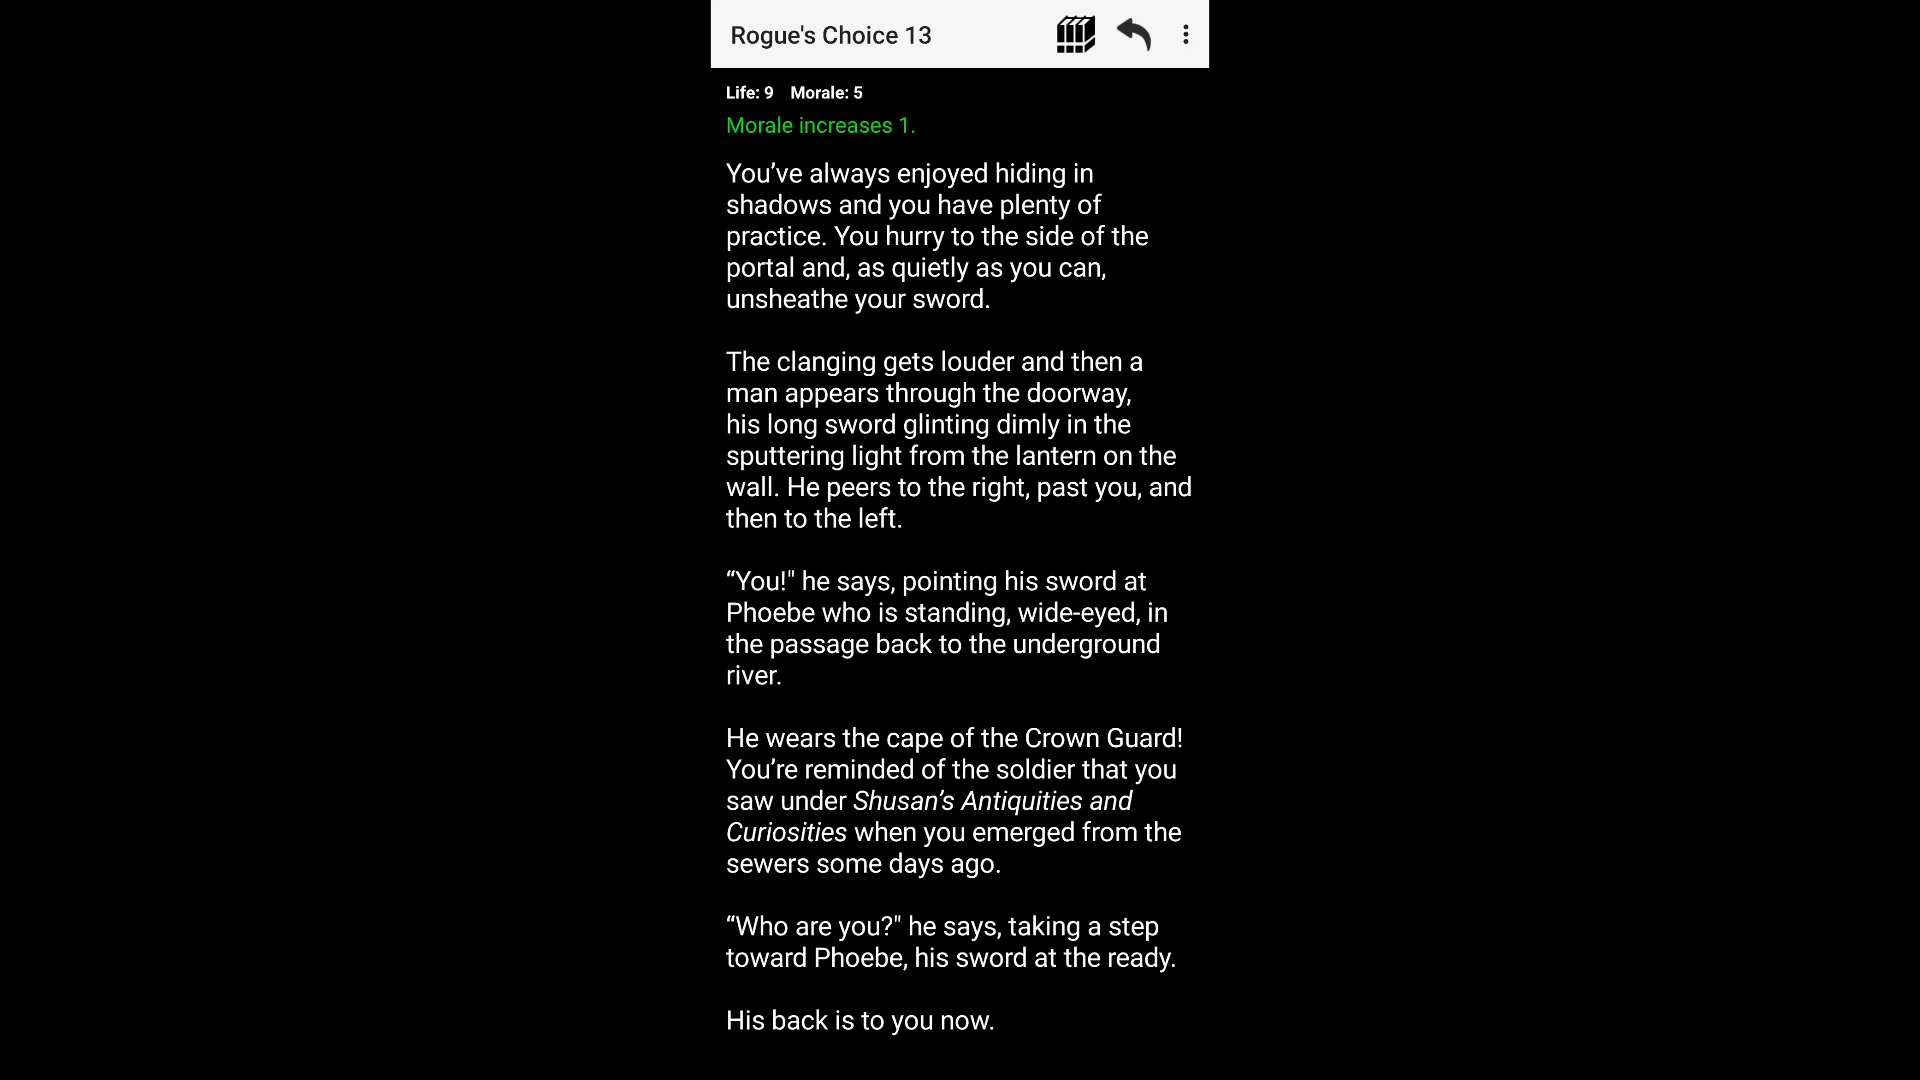 Rogue's Choice 13
Life: 9 Morale: 5
Morale increases 1.
You’ve always enjoyed hiding in
shadows and you have plenty of
practice. You hurry to the side of the
portal and, as quietly as you can,
unsheathe your sword.
The clanging gets louder and then a
man appears through the doorway,
his long sword glinting dimly in the
sputtering light from the lantern on the
wall. He peers to the right, past you, and
then to the left.
“You!" he says, pointing his sword at
Phoebe who is standing, wide-eyed, in
the passage back to the underground
river.
He wears the cape of the Crown Guard!
You’re reminded of the soldier that you
saw under Shusan’s Antiquities and
Curiosities when you emerged from the
sewers some days ago.
“Who are you?" he says, taking a step
toward Phoebe, his sword at the ready.
His back is to you now.